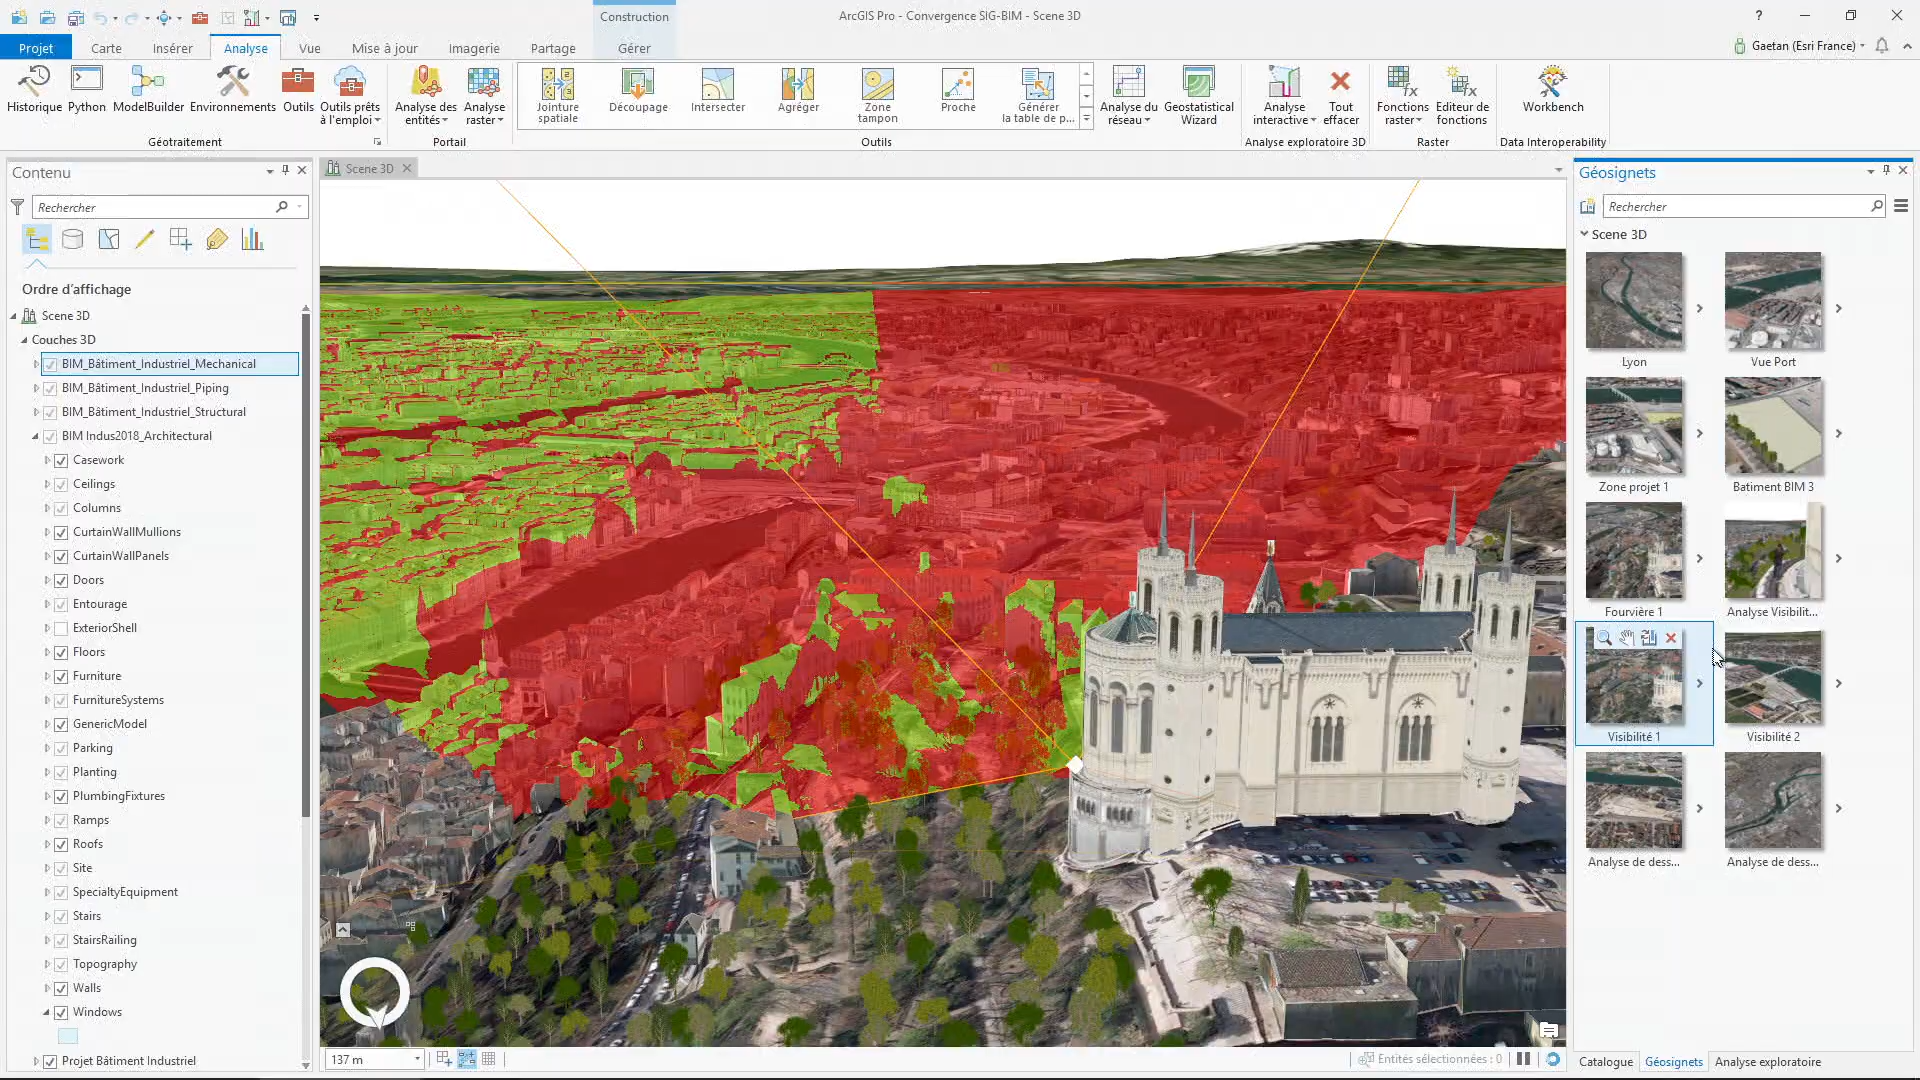 Construction
ArcGIS Pro - Convergence SIG-BIM - Scene 3D
?
Projet
Carte
Insérer
Analyse
Vue
Mise à jour
Imagerie
Partage
Gérer
Gaetan (Esri France)
Historique
Python
ModelBuilder
Environnements
Outils
Outils prêts
à l'emploi
Géotraitement
Analyse des
entités
Analyse
raster
Portail
Jointure
spatiale
Découpage
Intersecter
Agréger
Zone
tampon
Proche
Générer
la table de p...
Outils
Analyse du
réseau
Geostatistical
Wizard
Analyse
interactive
Tout
effacer
Analyse exploratoire 3D
Fonctions
raster
Editeur de
fonctions
Raster
Workbench
Data Interoperability
Contenu
Rechercher
Ordre d'affichage
Scene 3D
Couches 3D
BIM_Bâtiment_Industriel_Mechanical
BIM_Bâtiment_Industriel_Piping
BIM_Bâtiment_Industriel_Structural
BIM Indus2018_Architectural
Casework
Ceilings
Columns
CurtainWallMullions
CurtainWallPanels
Doors
Entourage
ExteriorShell
Floors
Furniture
FurnitureSystems
GenericModel
Parking
Planting
PlumbingFixtures
Ramps
Roofs
Site
SpecialtyEquipment
Stairs
StairsRailing
Topography
Walls
Windows
Projet Bâtiment Industriel
Scene 3D
137 m
Entités sélectionnées : 0
Géosignets
Rechercher
Scene 3D
Lyon
Vue Port
Zone projet 1
Batiment BIM 3
Fourvière 1
Analyse Visibilit...
Visibilité 1
Visibilité 2
Analyse de dess...
Analyse de dess...
Catalogue
Géosignets
Analyse exploratoire